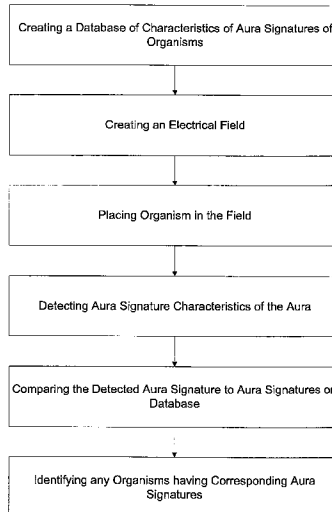 Creating a Database of Characteristics of Aura Signatures of
Organisms
Creating an Electrical Field
Placing Organism in the Field
Detecting Aura Signature Characteristics of the Aura
Comparing the Detected Aura Signature to Aura Signatures on
Database
Identifying any Organisms having Corresponding Aura
Signatures